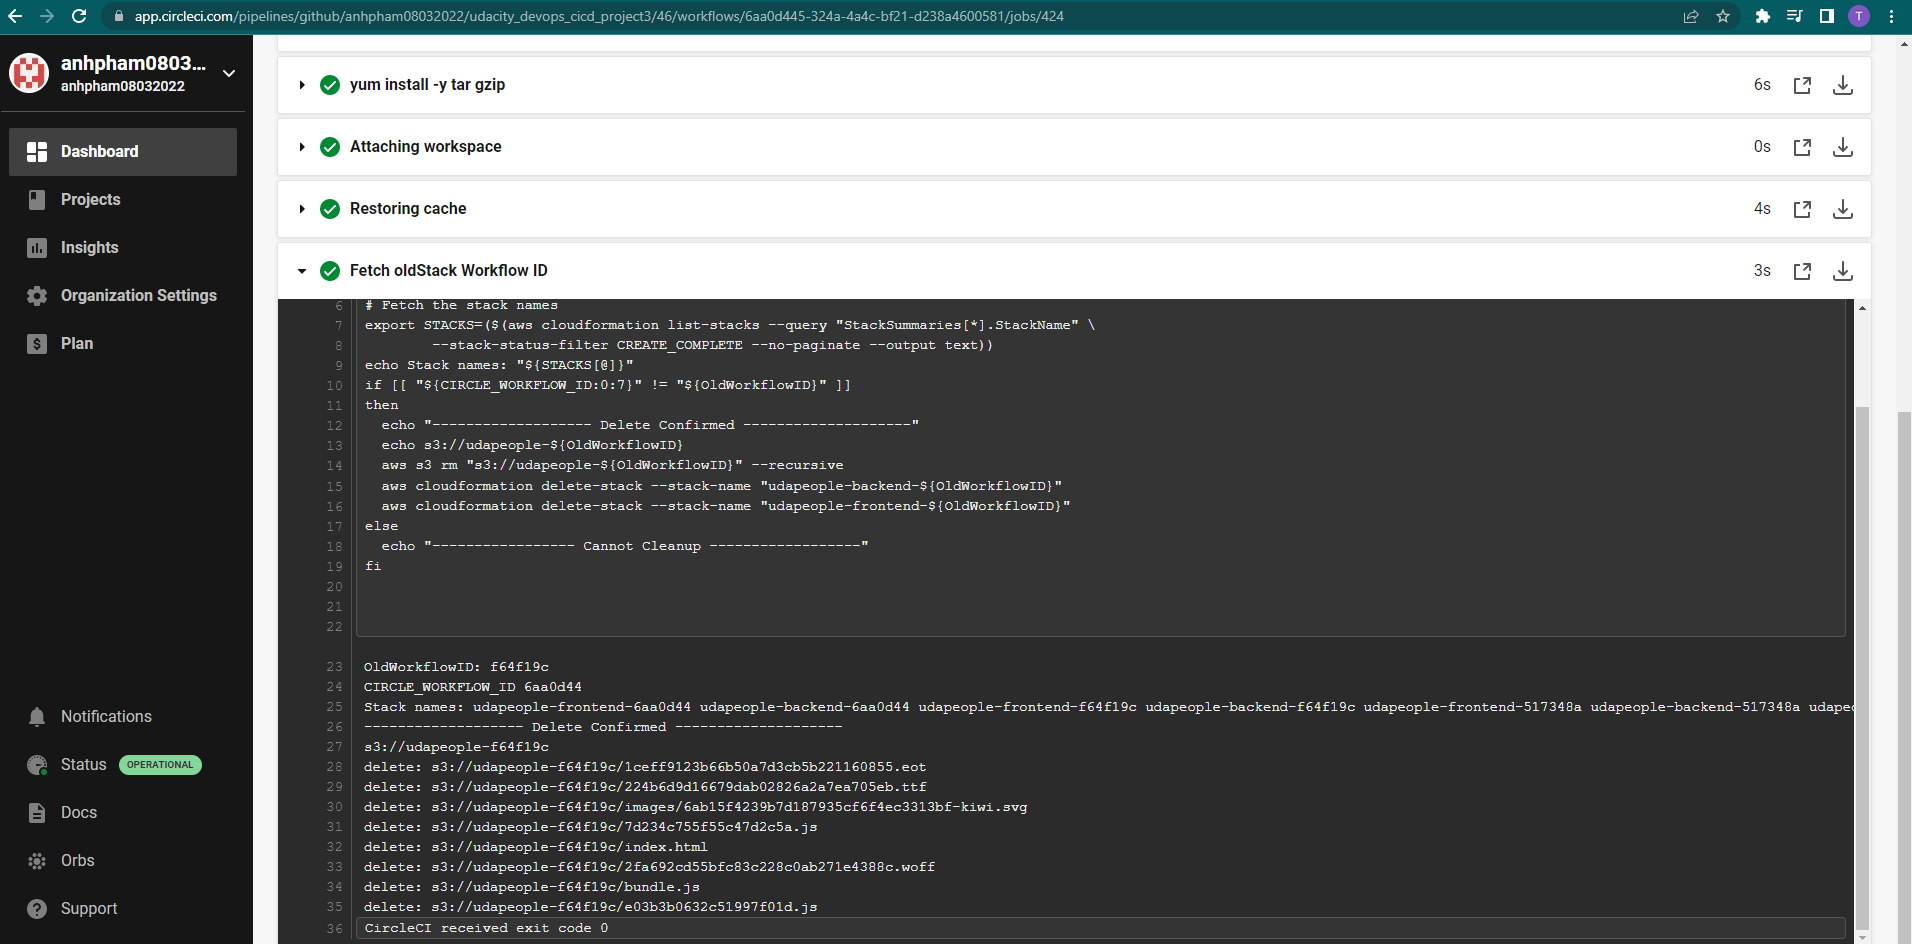 app.circleci.com/pipelines/github/anhpham08032022/udacity_devops_cicd_project3/46/workflows/6aa0d445-324a-4a4c-bf21-d238a4600581/jobs/424
T
anhpham0803...
anhpham08032022
Dashboard
Projects
Insights
Organization Settings
Plan
Notifications
Status OPERATIONAL
Docs
Orbs
Support
yum install -y tar gzip 6s
Attaching workspace 0s
Restoring cache 4s
Fetch oldStack Workflow ID 3s
6 # Fetch the stack names
7 export STACKS=($(aws cloudformation list-stacks --query "StackSummaries[*].StackName" \
8 --stack-status-filter CREATE_COMPLETE --no-paginate --output text))
9 echo Stack names: "${STACKS[@]}"
10 if [[ "${CIRCLE_WORKFLOW_ID:0:7}" != "${OldWorkflowID}" ]]
11 then
12 echo "------------------- Delete Confirmed --------------------"
13 echo s3://udapeople-${OldWorkflowID}
14 aws s3 rm "s3://udapeople-${OldWorkflowID}" --recursive
15 aws cloudformation delete-stack --stack-name "udapeople-backend-${OldWorkflowID}"
16 aws cloudformation delete-stack --stack-name "udapeople-frontend-${OldWorkflowID}"
17 else
18 echo "----------------- Cannot Cleanup ------------------"
19 fi
20
21
22
23 OldWorkflowID: f64f19c
24 CIRCLE_WORKFLOW_ID 6aa0d44
25 Stack names: udapeople-frontend-6aa0d44 udapeople-backend-6aa0d44 udapeople-frontend-f64f19c udapeople-backend-f64f19c udapeople-frontend-517348a udapeople-backend-517348a
26 ------------------- Delete Confirmed --------------------
27 s3://udapeople-f64f19c
28 delete: s3://udapeople-f64f19c/1ceff9123b66b50a7d3cb5b221160855.eot
29 delete: s3://udapeople-f64f19c/224b6d9d16679dab02826a2a7ea705eb.ttf
30 delete: s3://udapeople-f64f19c/images/6ab15f4239b7d187935cf6f4ec3313bf-kiwi.svg
31 delete: s3://udapeople-f64f19c/7d234c755f55c47d2c5a.js
32 delete: s3://udapeople-f64f19c/index.html
33 delete: s3://udapeople-f64f19c/2fa692cd55bfc83c228c0ab271e4388c.woff
34 delete: s3://udapeople-f64f19c/bundle.js
35 delete: s3://udapeople-f64f19c/e03b3b0632c51997f01d.js
36 CircleCI received exit code 0